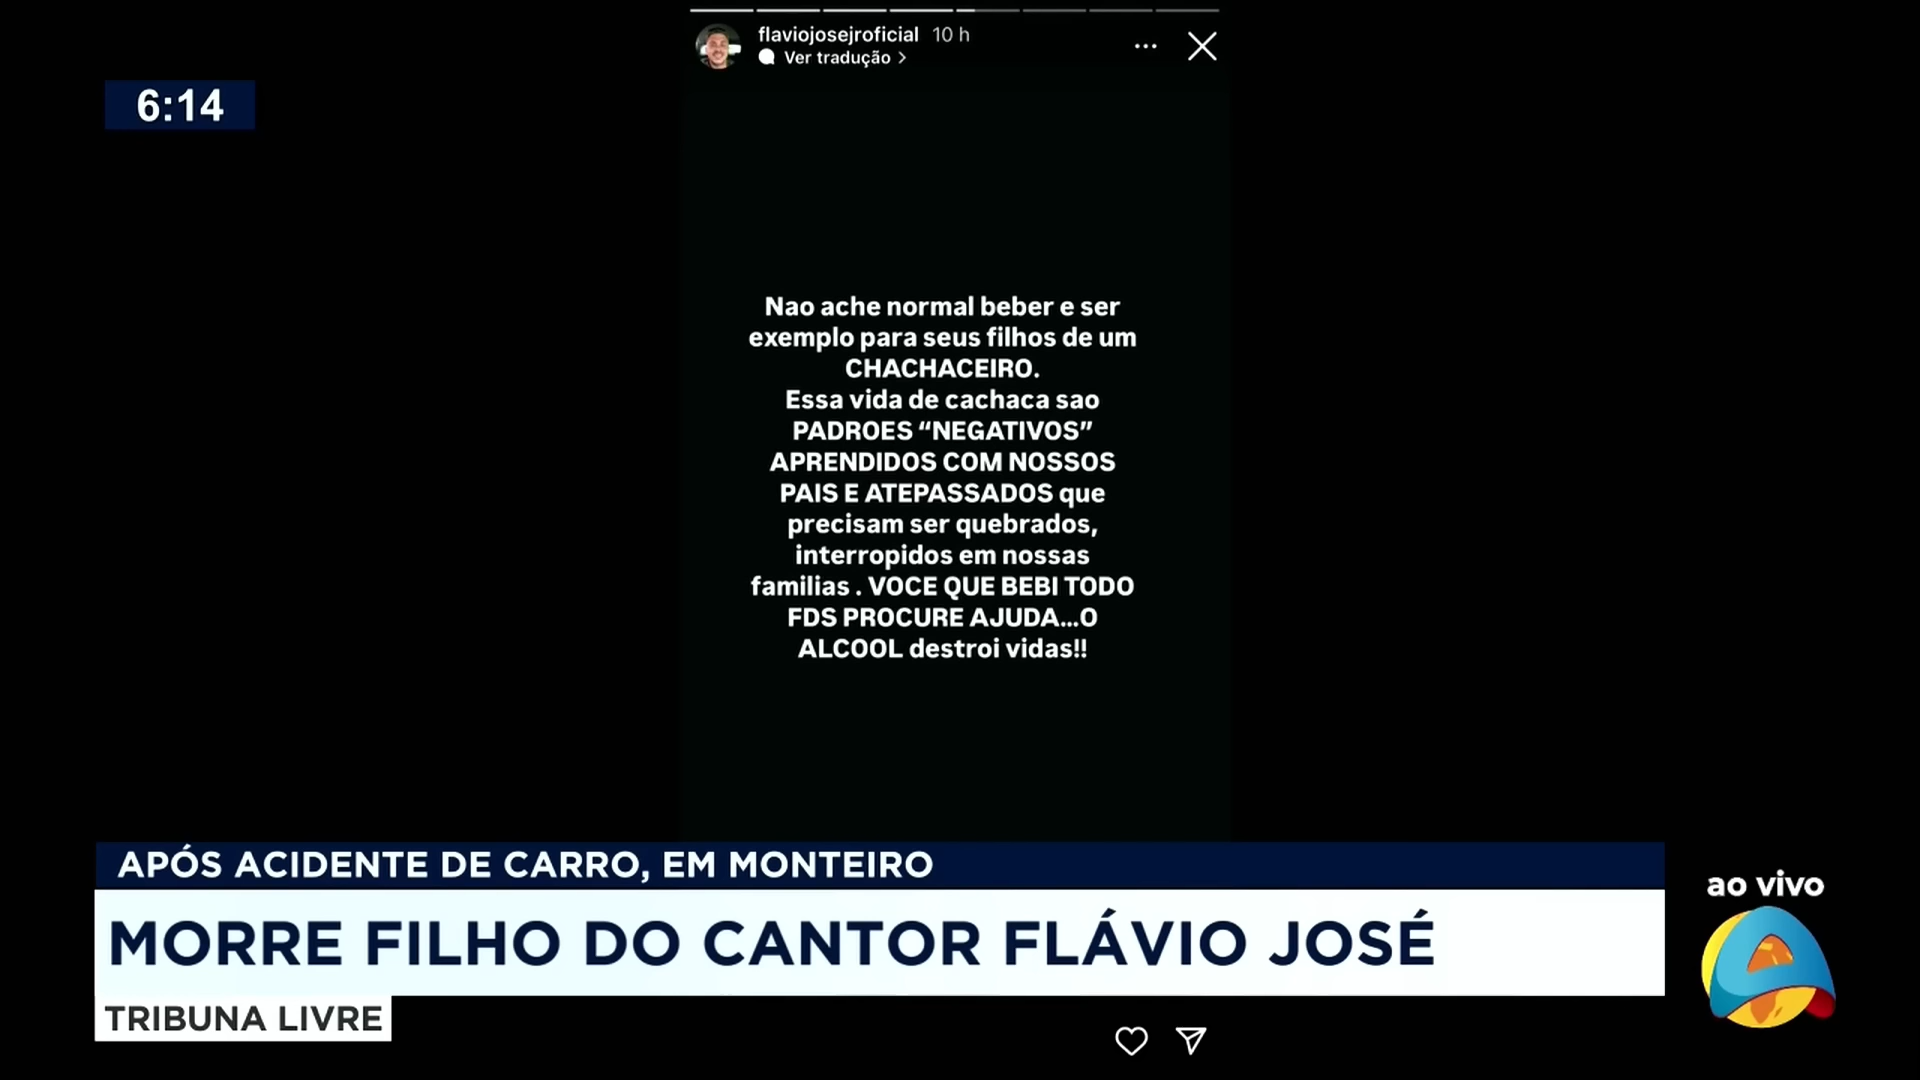 flaviojosejroficial 10 h
Ver tradução
6:14
Nao ache normal beber e ser
exemplo para seus filhos de um
CHACHACEIRO.
Essa vida de cachaca sao
PADROES “NEGATIVOS”
APRENDIDOS COM NOSSOS
PAIS E ATEPASSADOS que
precisam ser quebrados,
interropidos em nossas
familias . VOCE QUE BEBI TODO
FDS PROCURE AJUDA...O
ALCOOL destroi vidas!!
APÓS ACIDENTE DE CARRO, EM MONTEIRO
MORRE FILHO DO CANTOR FLÁVIO JOSÉ
TRIBUNA LIVRE
ao vivo